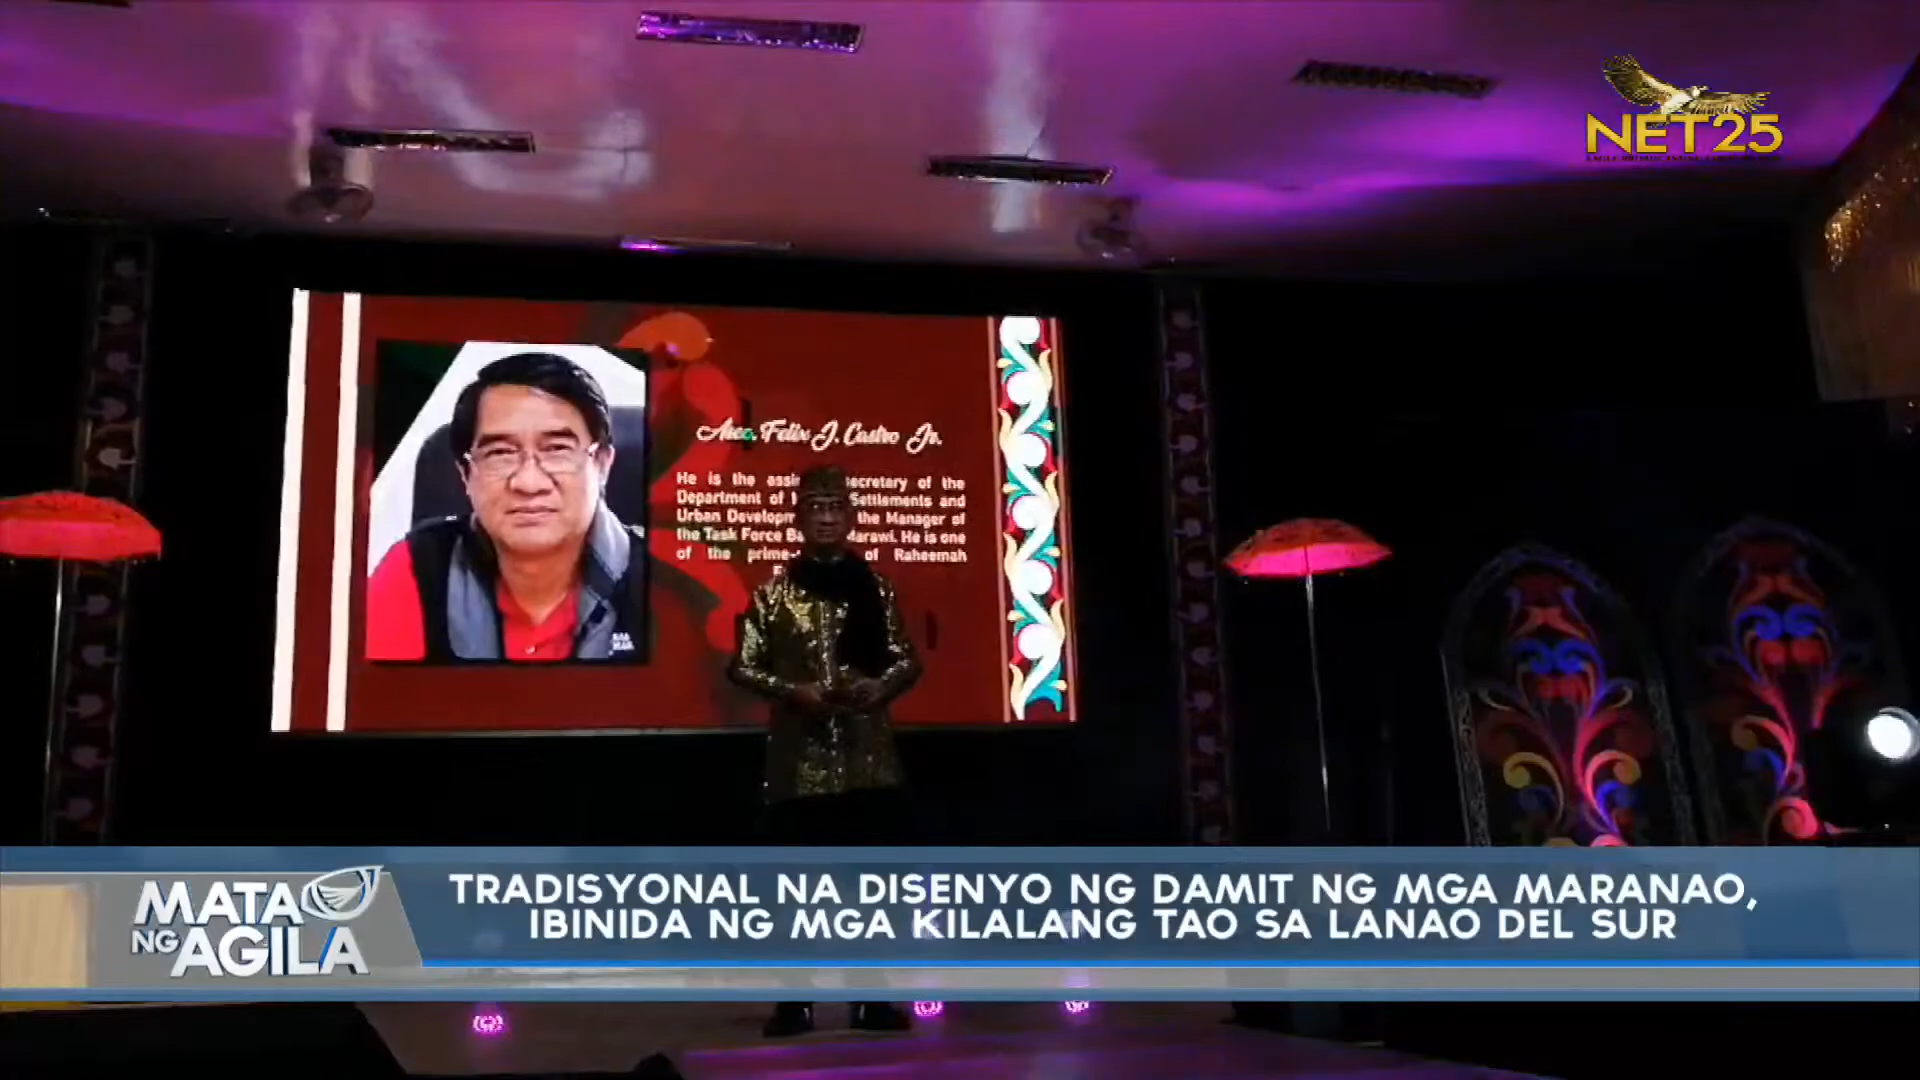 NET25
Asec. Felix J. Castro Jr.
He is the secretary of the
Department of Settlements and
Urban the Manager of
the Task Force Marawi. He is one
of the of Raheemah
MATA
NG AGILA
TRADISYONAL NA DISENYO NG DAMIT NG MGA MARANAO,
IBINIDA NG MGA KILALANG TAO SA LANAO DEL SUR